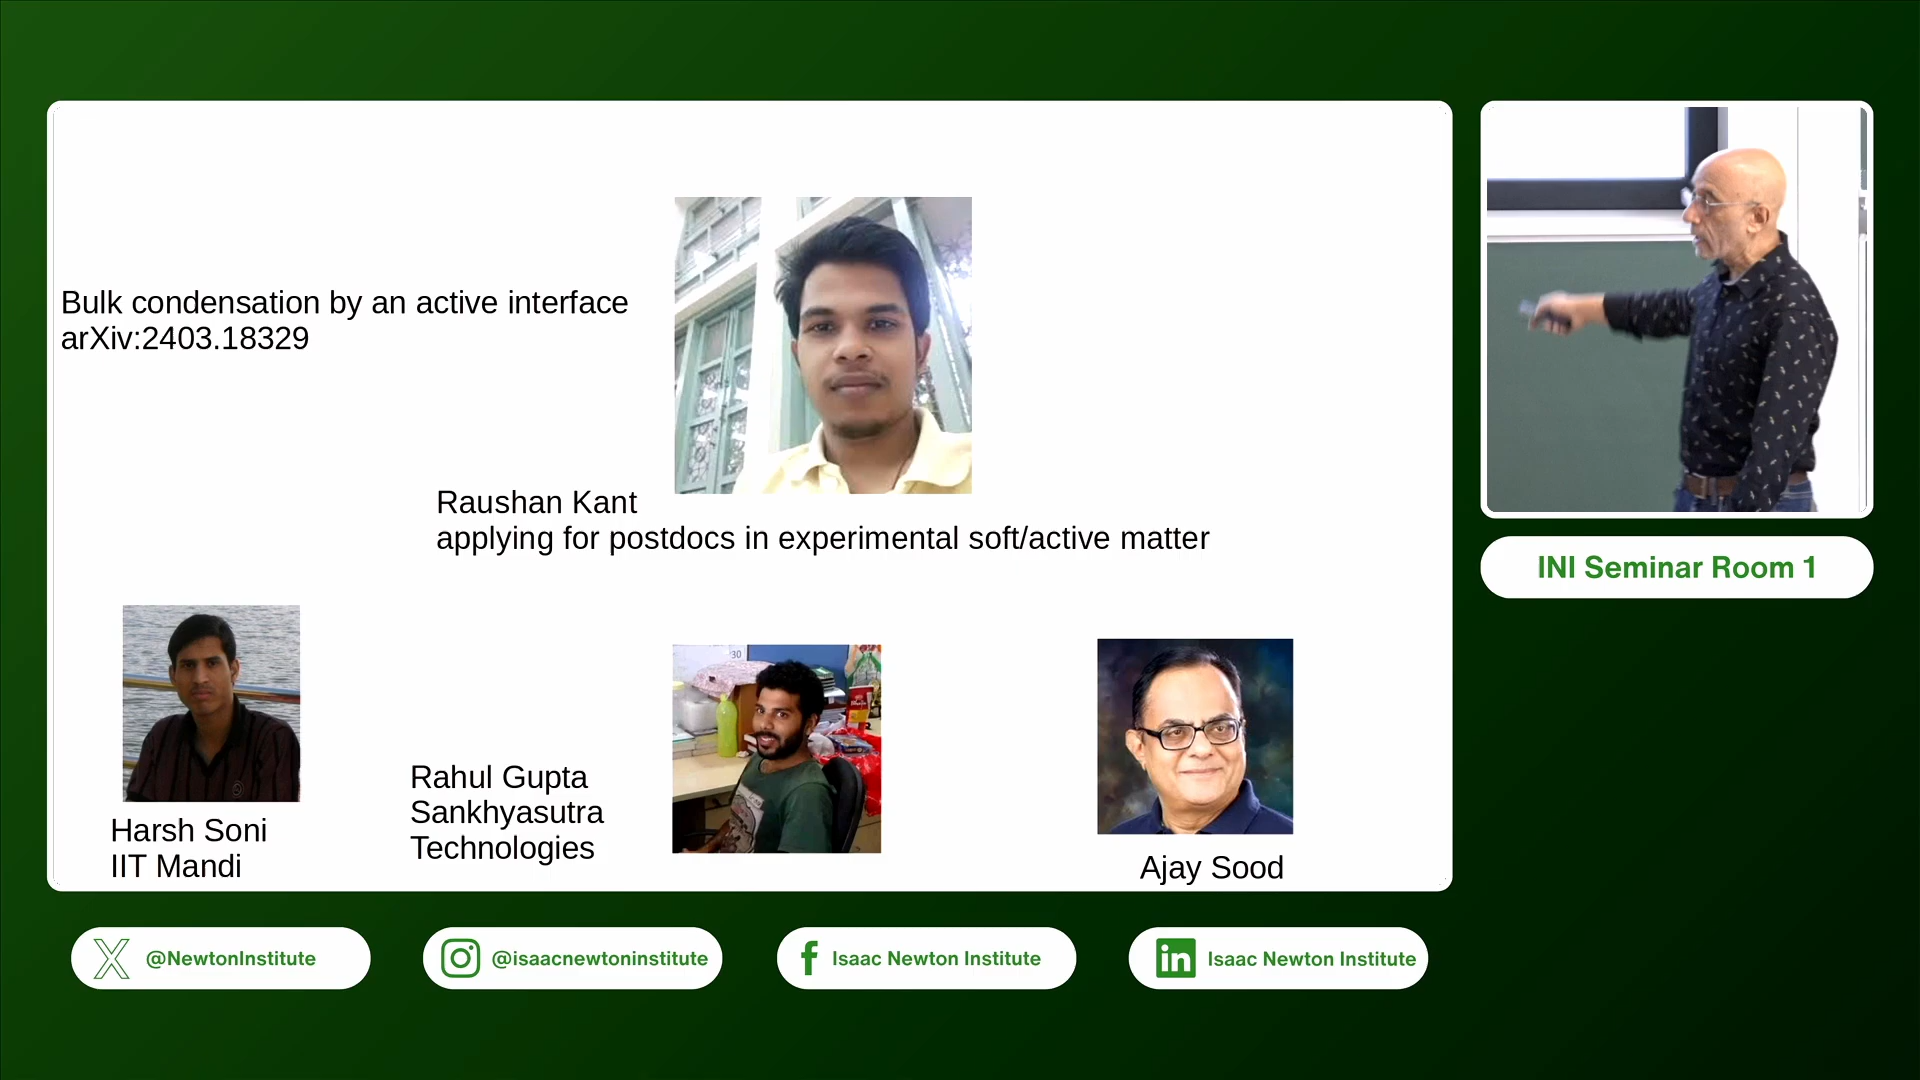 Bulk condensation by an active interface
arXiv:2403.18329
Raushan Kant
applying for postdocs in experimental soft/active matter
30
Harsh Soni
IIT Mandi
Rahul Gupta
Sankhyasutra
Technologies
Ajay Sood
INI Seminar Room 1
@NewtonInstitute
@isaacnewtoninstitute
Isaac Newton Institute
Isaac Newton Institute